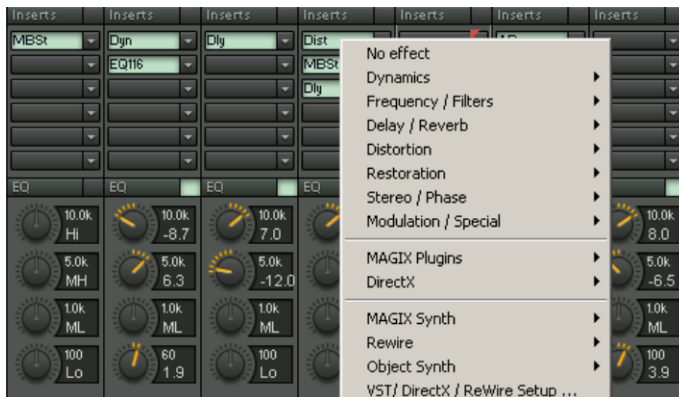 Inserts Inserts Inserts Inserts Inserts Inserts Inserts
MBSt Dyn Dly Dist
EQ116 MBSt
Dly
No effect
Dynamics
Frequency / Filters
Delay / Reverb
Distortion
Restoration
Stereo / Phase
Modulation / Special
MAGIX Plugins
DirectX
MAGIX Synth
Rewire
Object Synth
VST/ DirectX / ReWire Setup ...
EQ EQ EQ EQ
10.0k 10.0k 10.0k 10.0k
Hi -8.7 7.0 8.0
5.0k 5.0k 5.0k 5.0k
MH 6.3 -12.0 -6.5
1.0k 1.0k 1.0k 1.0k
ML ML ML ML
100 60 100 100
Lo 1.9 Lo 3.9